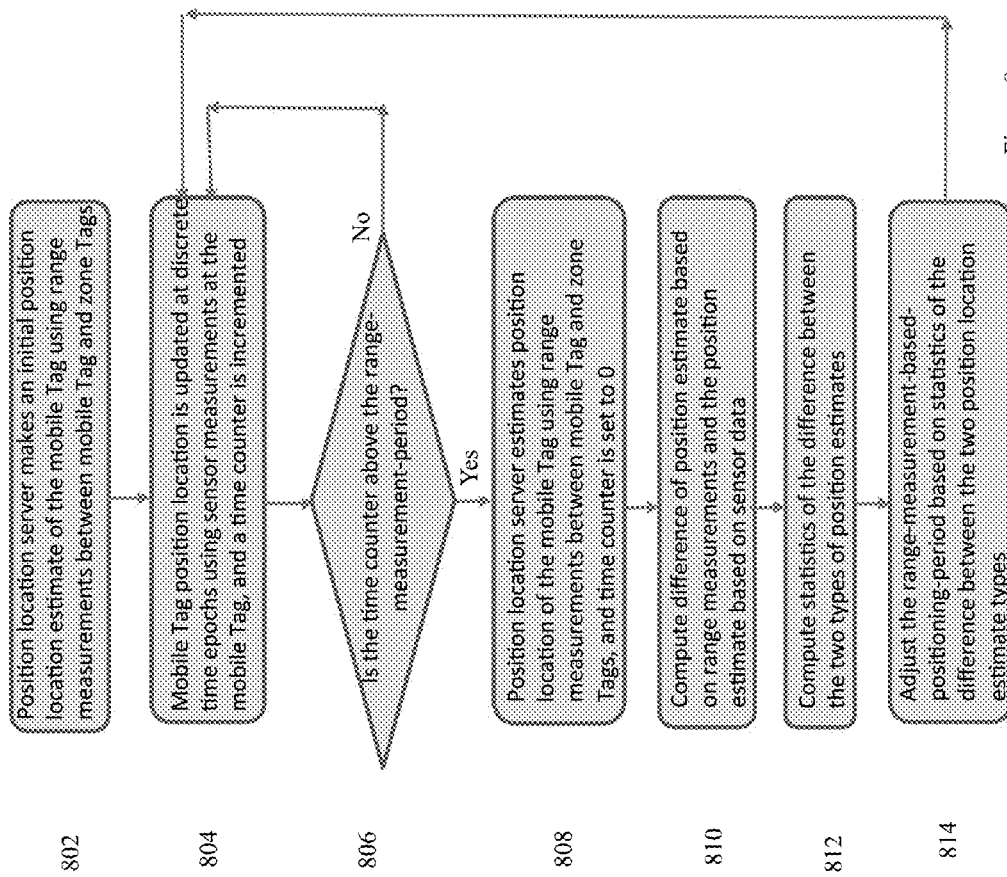 802
Position location server makes an initial position
location estimate of the mobile Tag using range
measurements between mobile Tag and zone Tags
804
Mobile Tag position location is updated at discrete
time epochs using sensor measurements at the
mobile Tag, and a time counter is incremented
806
Is the time counter above the range-
measurement-period?
No
Yes
808
Position location server estimates position
location of the mobile Tag using range
measurements between mobile Tag and zone
Tags, and time counter is set to 0
810
Compute difference of position estimate based
on range measurements and the position
estimate based on sensor data
812
Compute statistics of the difference between
the two types of position estimates
814
Adjust the range-measurement-based-
positioning-period based on statistics of the
difference between the two position location
estimate types